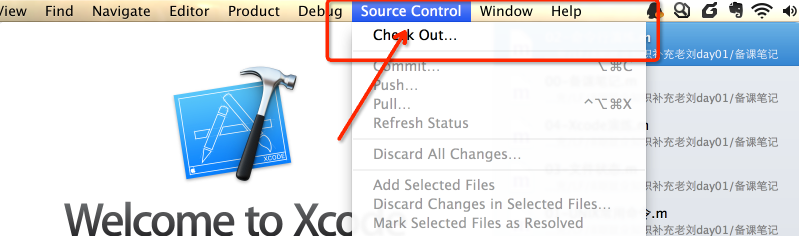 View Find Navigate Editor Product Debug Source Control Window Help
Check Out...
Commit... ⌥⌘C
Push...
Pull... ^⌥⌘X
Refresh Status
Discard All Changes...
Add Selected Files
Discard Changes in Selected Files...
Mark Selected Files as Resolved
XCODE
Welcome to Xcode
补充老刘day01/备课笔记
识补充老刘day01/备课笔记
.m
识补充老刘day01/备课笔记
.m
识补充老刘day01/备课笔记